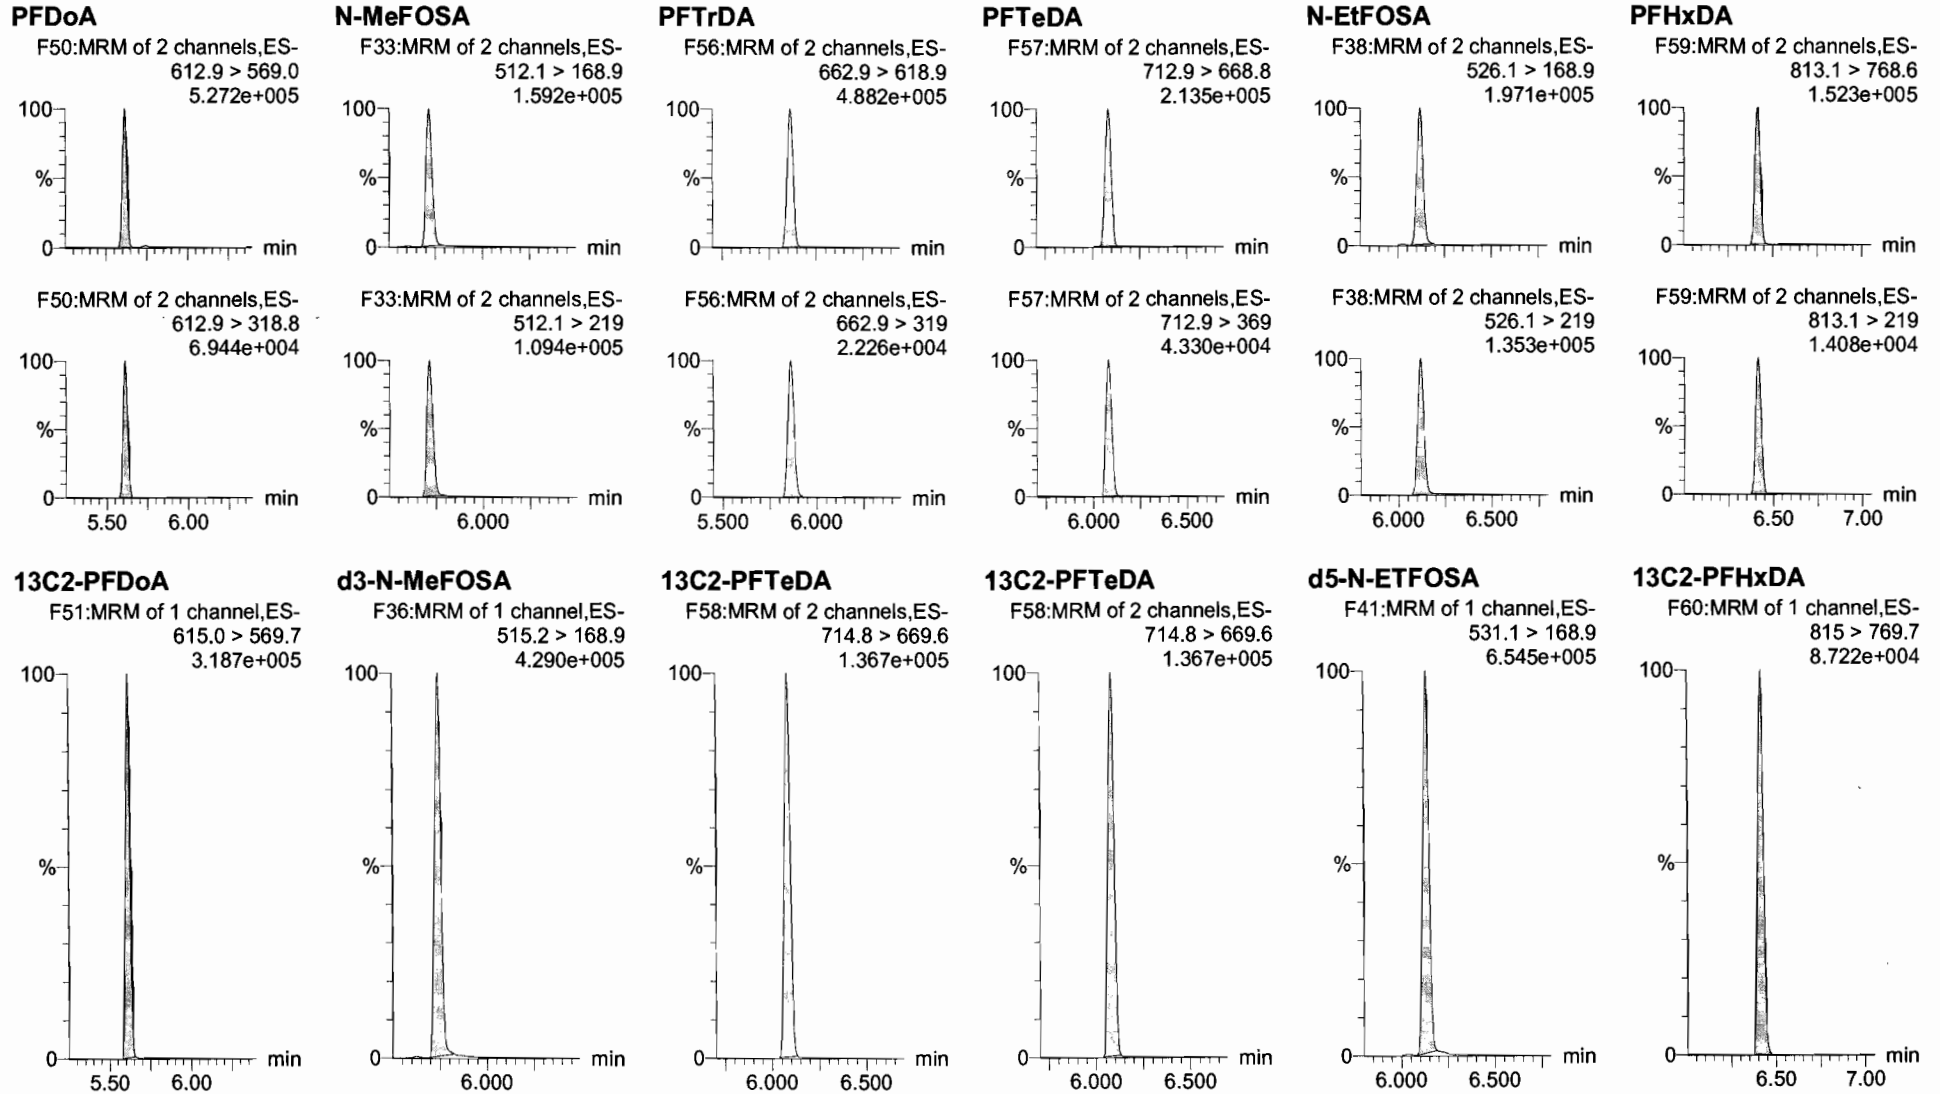 PFDoA
F50:MRM of 2 channels,ES-
612.9 > 569.0
5.272e+005
100
%
0
min
F50:MRM of 2 channels,ES-
612.9 > 318.8
6.944e+004
100
%
0
min
5.50 6.00
N-MeFOSA
F33:MRM of 2 channels,ES-
512.1 > 168.9
1.592e+005
100
%
0
min
F33:MRM of 2 channels,ES-
512.1 > 219
1.094e+005
100
%
0
min
6.000
PFTrDA
F56:MRM of 2 channels,ES-
662.9 > 618.9
4.882e+005
100
%
0
min
F56:MRM of 2 channels,ES-
662.9 > 319
2.226e+004
100
%
0
min
5.500 6.000
PFTeDA
F57:MRM of 2 channels,ES-
712.9 > 668.8
2.135e+005
100
%
0
min
F57:MRM of 2 channels,ES-
712.9 > 369
4.330e+004
100
%
0
min
6.000 6.500
N-EtFOSA
F38:MRM of 2 channels,ES-
526.1 > 168.9
1.971e+005
100
%
0
min
F38:MRM of 2 channels,ES-
526.1 > 219
1.353e+005
100
%
0
min
6.000 6.500
PFHxDA
F59:MRM of 2 channels,ES-
813.1 > 768.6
1.523e+005
100
%
0
min
F59:MRM of 2 channels,ES-
813.1 > 219
1.408e+004
100
%
0
min
6.50 7.00
13C2-PFDoA
F51:MRM of 1 channel,ES-
615.0 > 569.7
3.187e+005
100
%
0
min
5.50 6.00
d3-N-MeFOSA
F36:MRM of 1 channel,ES-
515.2 > 168.9
4.290e+005
100
%
0
min
6.000
13C2-PFTeDA
F58:MRM of 2 channels,ES-
714.8 > 669.6
1.367e+005
100
%
0
min
6.000 6.500
13C2-PFTeDA
F58:MRM of 2 channels,ES-
714.8 > 669.6
1.367e+005
100
%
0
min
6.000 6.500
d5-N-ETFOSA
F41:MRM of 1 channel,ES-
531.1 > 168.9
6.545e+005
100
%
0
min
6.000 6.500
13C2-PFHxDA
F60:MRM of 1 channel,ES-
815 > 769.7
8.722e+004
100
%
0
min
6.50 7.00